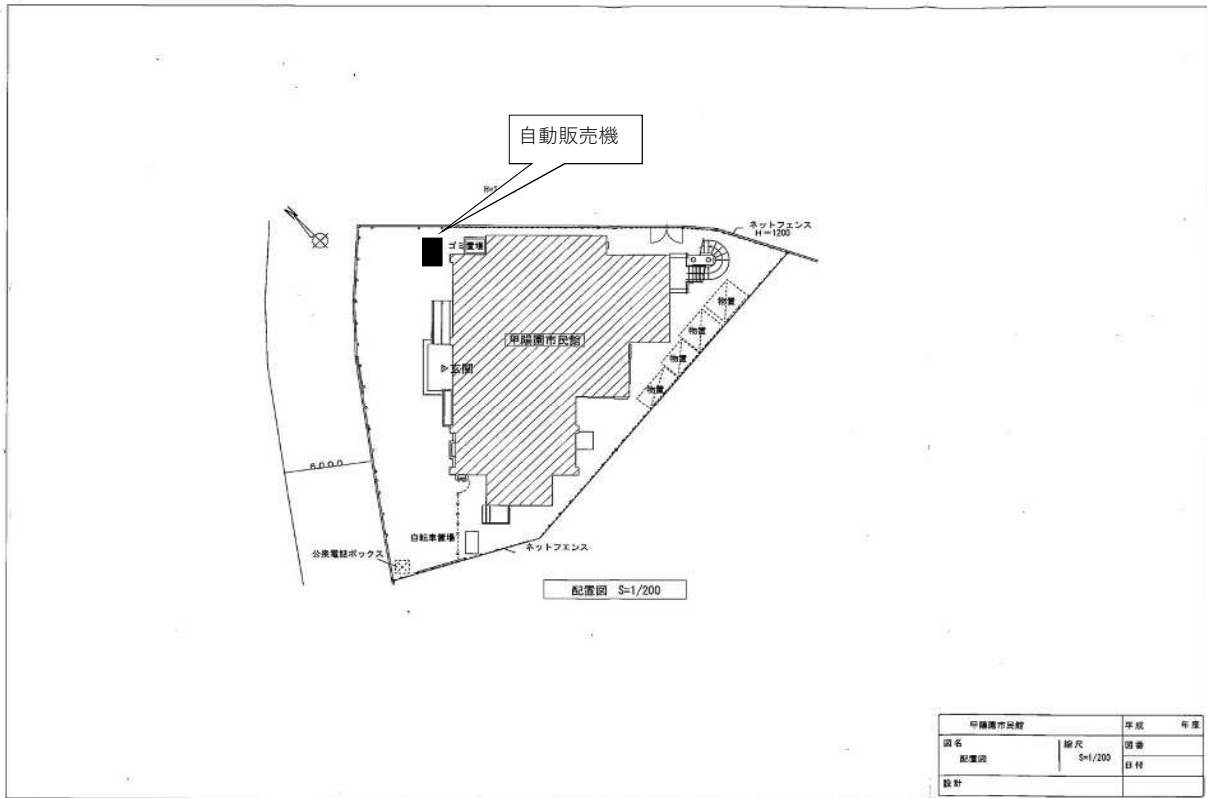 自動販売機
N
ネットフェンス
H=1200
ゴミ置場
物置
物置
甲陽園市民館
物置
▷玄関
物置
6000
自転車置場
ネットフェンス
公衆電話ボックス
配置図 S=1/200
甲陽園市民館
平成 年度
図名
縮尺
図番
配置図
S=1/200
日付
設計